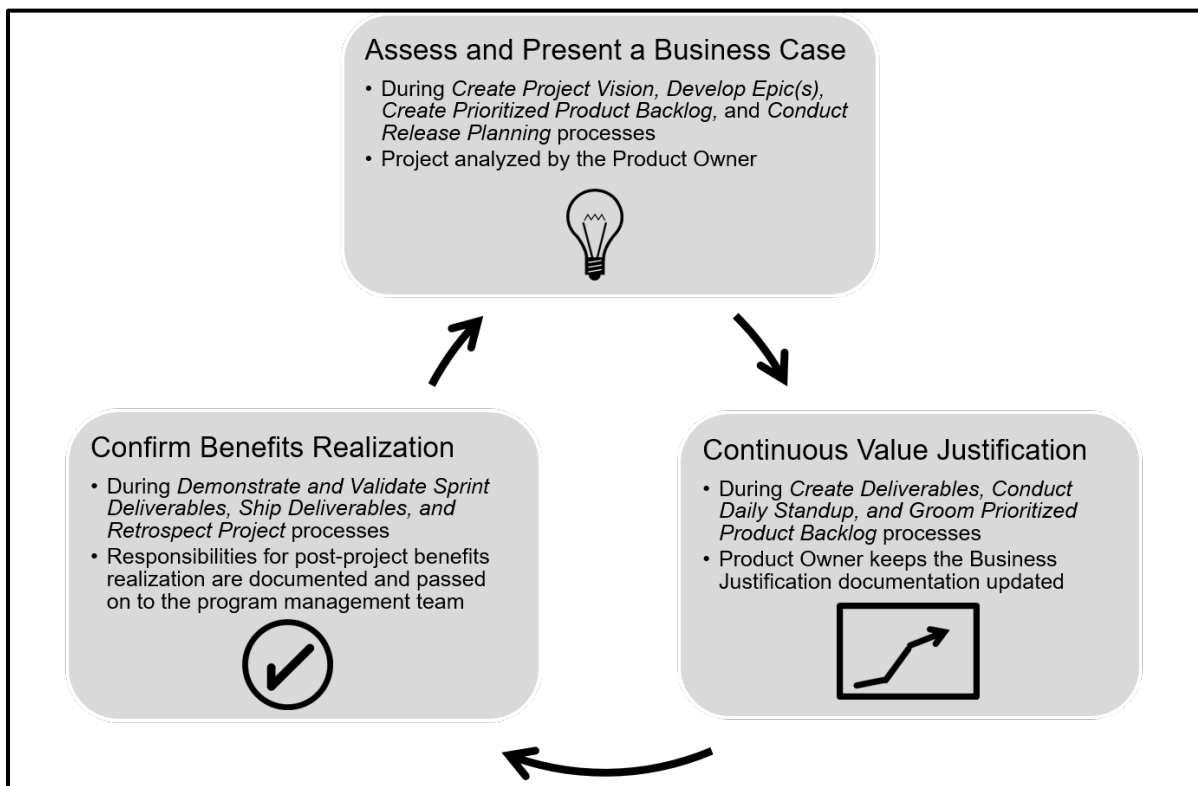 Assess and Present a Business Case
• During Create Project Vision, Develop Epic(s),
Create Prioritized Product Backlog, and Conduct
Release Planning processes
• Project analyzed by the Product Owner
Confirm Benefits Realization
• During Demonstrate and Validate Sprint
Deliverables, Ship Deliverables, and
Retrospect Project processes
• Responsibilities for post-project benefits
realization are documented and passed
on to the program management team
Continuous Value Justification
• During Create Deliverables, Conduct
Daily Standup, and Groom Prioritized
Product Backlog processes
• Product Owner keeps the Business
Justification documentation updated